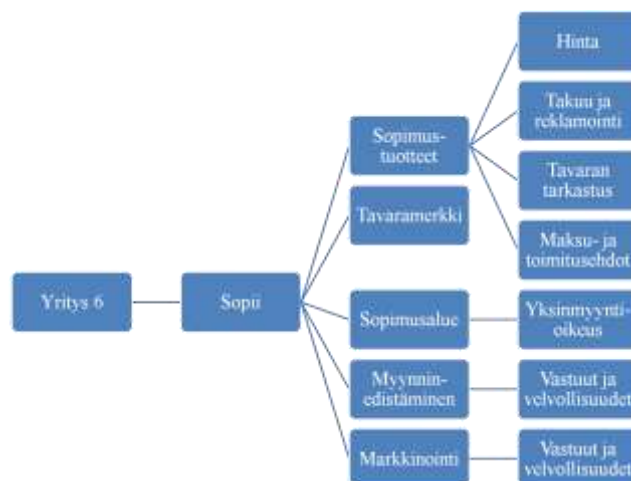 Hinta
Takuu ja
reklamointi
Sopimus-
tuotteet
Tavaran
tarkastus
Tavaramerkki
Maksu- ja
toimitusehdot
Yritys 6
Sopii
Sopimusalue
Yksinmyynti-
oikeus
Myynnin-
edistäminen
Vastuut ja
velvollisuudet
Markkinointi
Vastuut ja
velvollisuudet